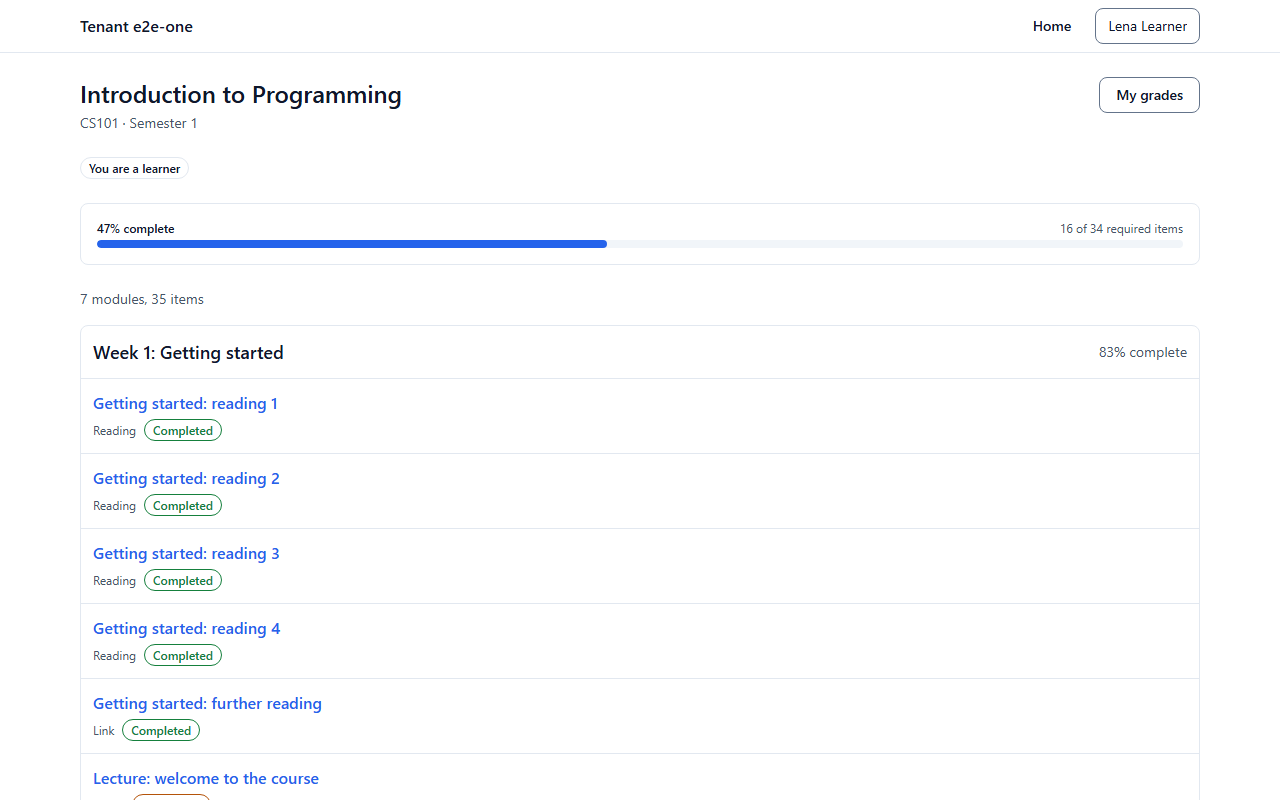 Tenant e2e-one
Home
Lena Learner
Introduction to Programming
My grades
CS101 · Semester 1
You are a learner
47% complete
16 of 34 required items
7 modules, 35 items
Week 1: Getting started
83% complete
Getting started: reading 1
Reading Completed
Getting started: reading 2
Reading Completed
Getting started: reading 3
Reading Completed
Getting started: reading 4
Reading Completed
Getting started: further reading
Link Completed
Lecture: welcome to the course